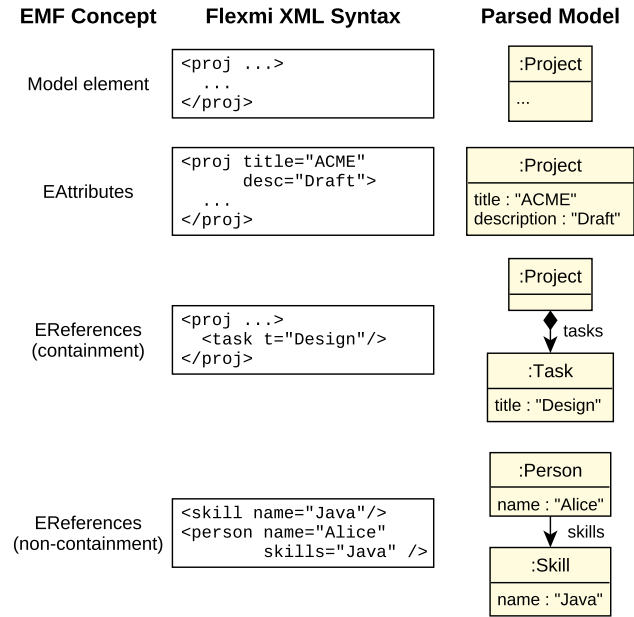 EMF Concept Flexmi XML Syntax Parsed Model
Model element
<proj ...>
  ...
</proj>
:Project
...
EAttributes
<proj title="ACME"
      desc="Draft">
  ...
</proj>
:Project
title : "ACME"
description : "Draft"
EReferences
(containment)
<proj ...>
  <task t="Design"/>
</proj>
:Project
tasks
:Task
title : "Design"
EReferences
(non-containment)
<skill name="Java"/>
<person name="Alice"
        skills="Java" />
:Person
name : "Alice"
skills
:Skill
name : "Java"